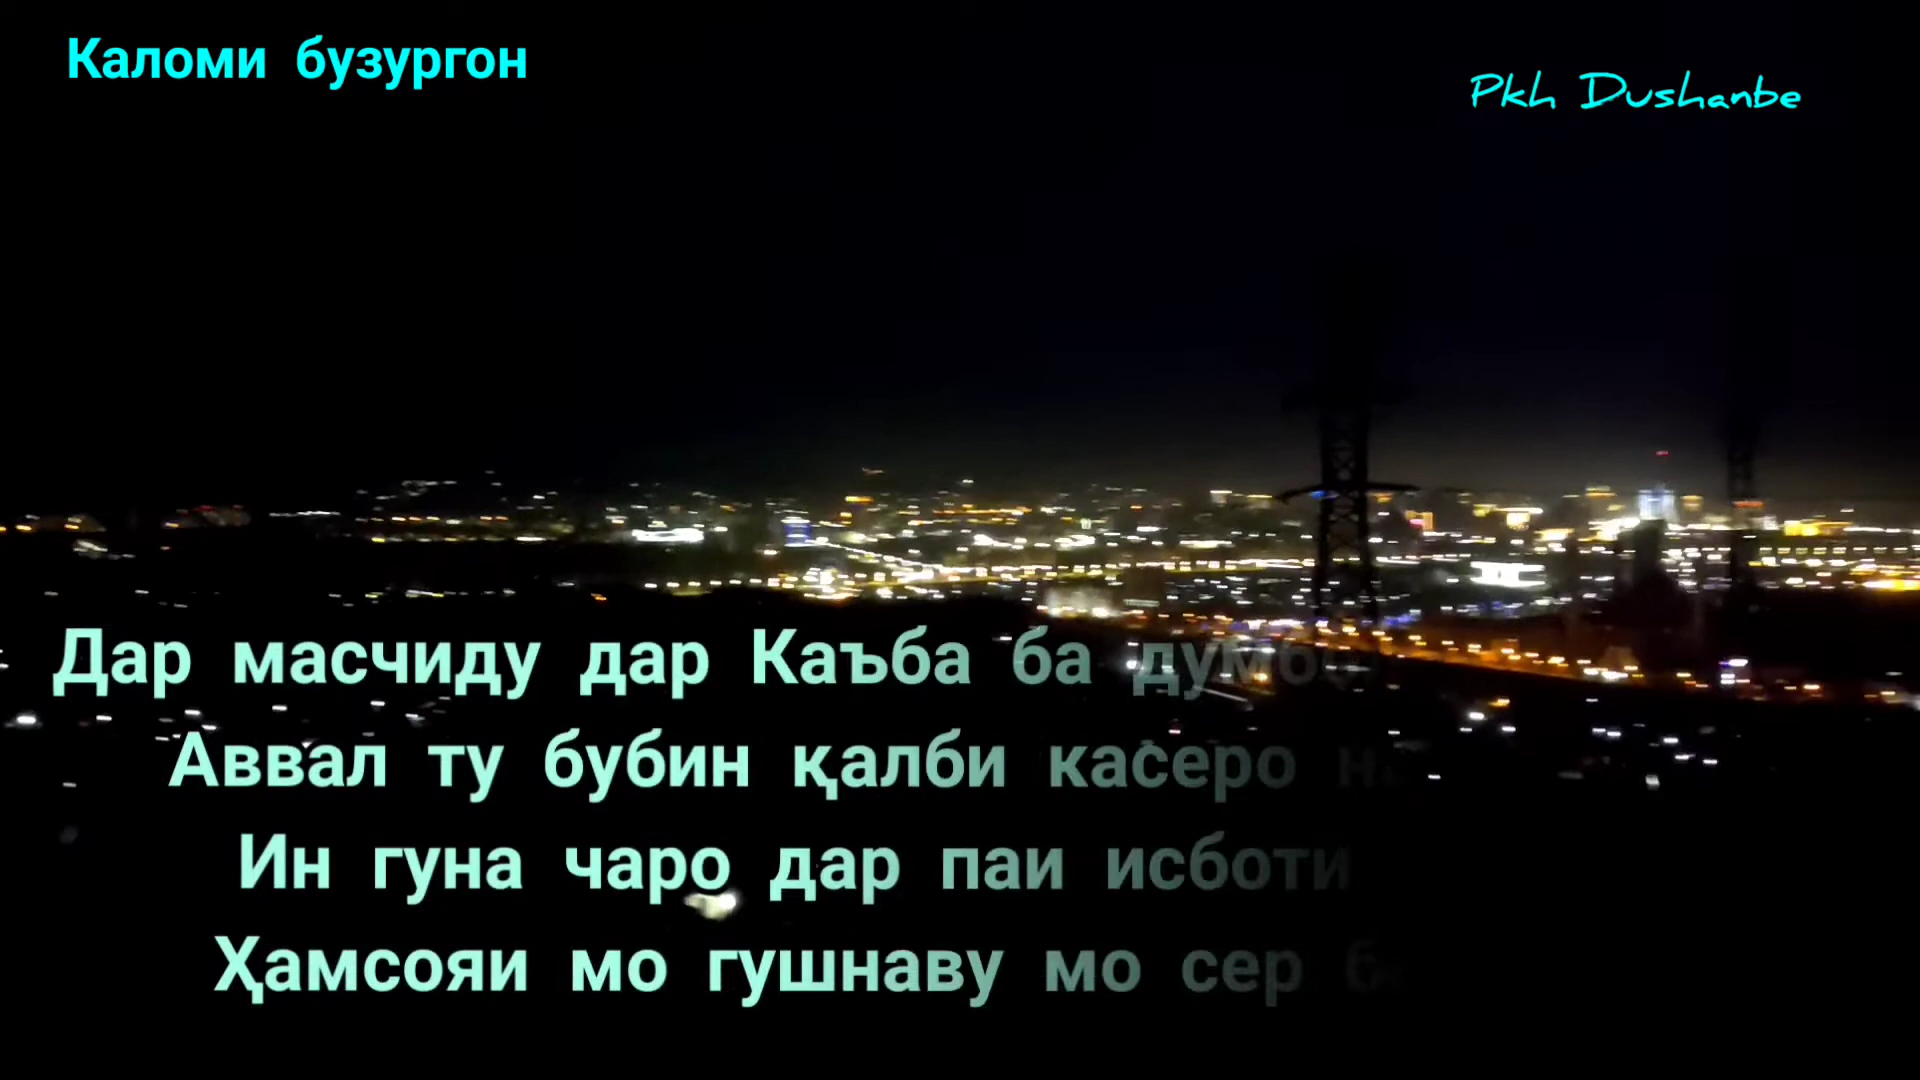 Каломи бузургон
Pkh Dushanbe
Дар масчиду дар Каъба ба
Аввал ту бубин қалби касеро
Ин гуна чаро дар паи исботи
Ҳамсояи мо гушнаву мо сер